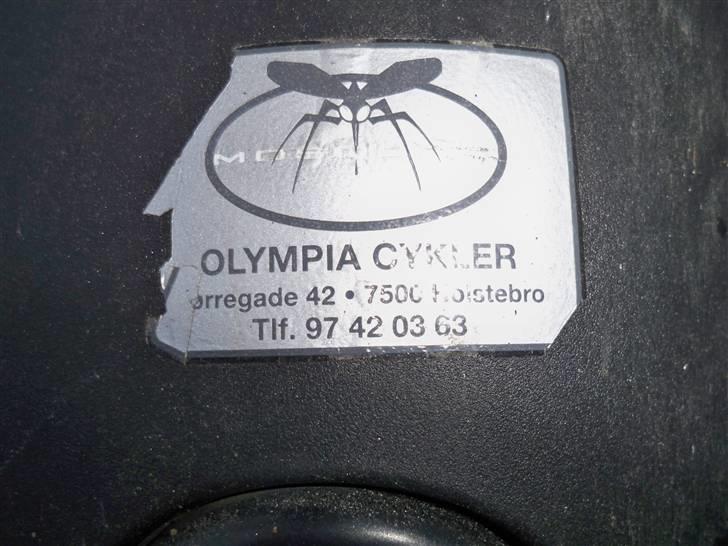 OLYMPIA CYKLER
ørregade 42 • 7500 Holstebro
Tlf. 97 42 03 63